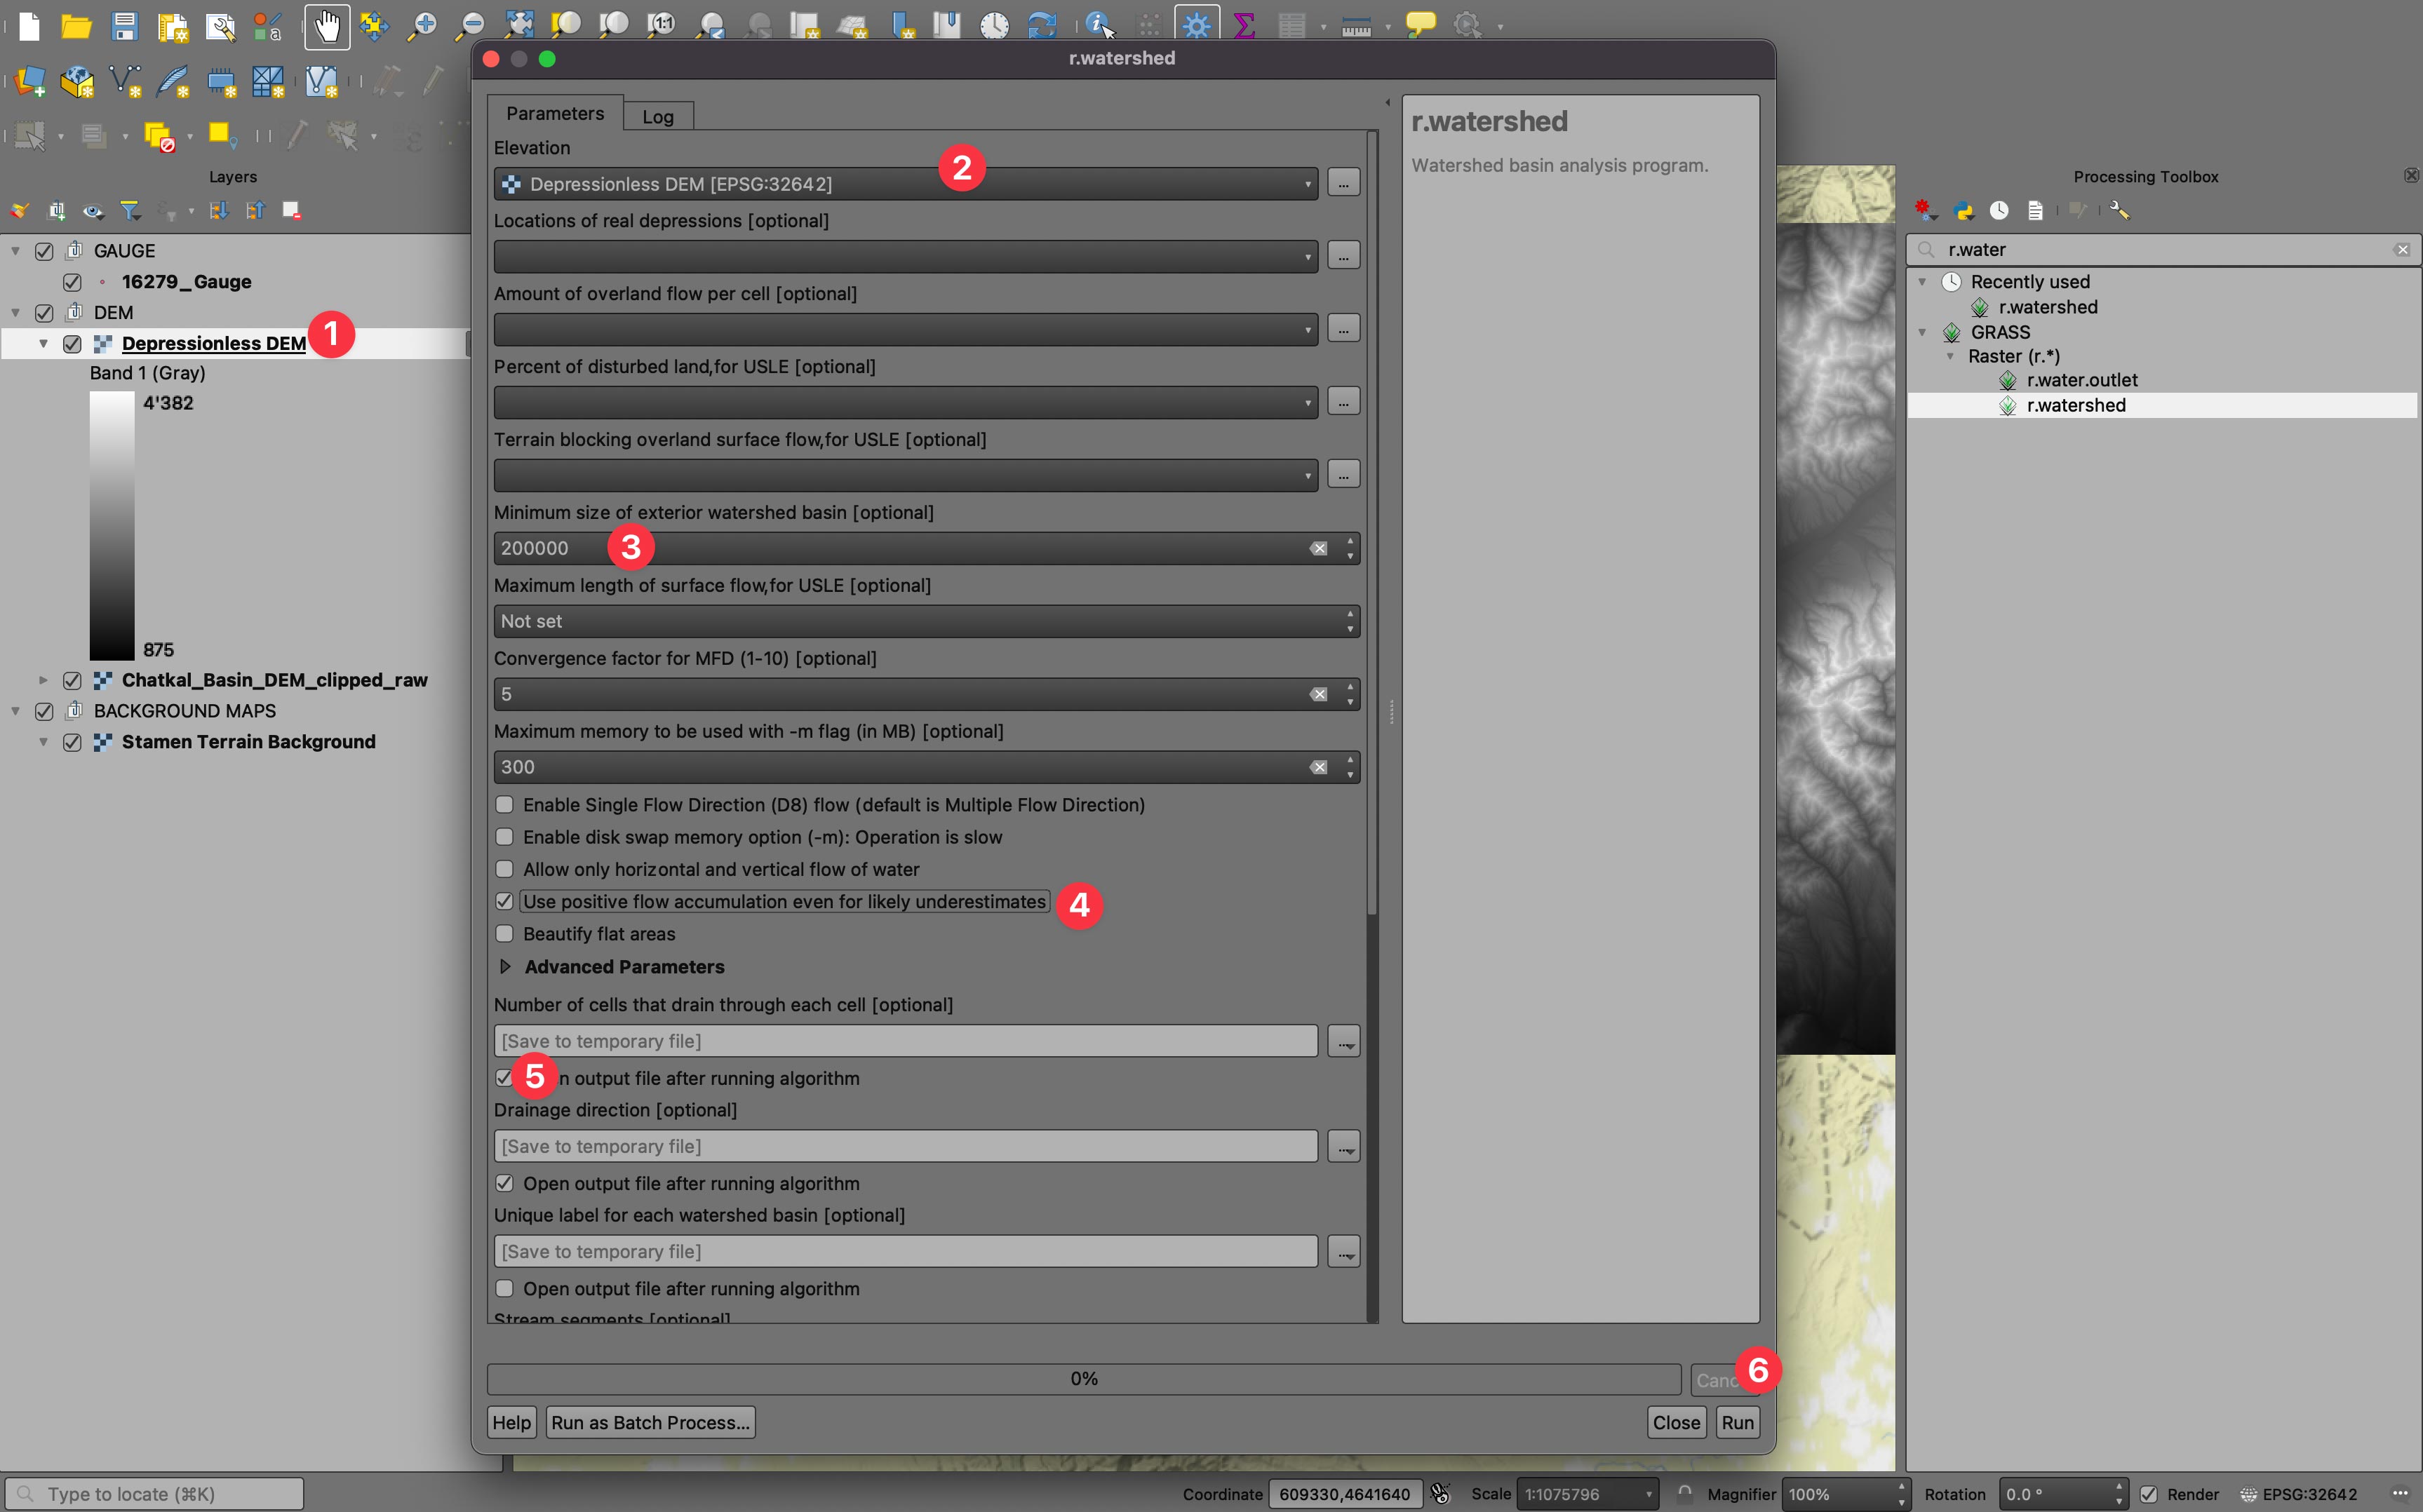 r.watershed
Layers
GAUGE
16279_Gauge
DEM
Depressionless DEM
1
Band 1 (Gray)
4'382
875
Chatkal_Basin_DEM_clipped_raw
BACKGROUND MAPS
Stamen Terrain Background
Parameters
Log
Elevation
2
Depressionless DEM [EPSG:32642]
...
Locations of real depressions [optional]
...
Amount of overland flow per cell [optional]
...
Percent of disturbed land,for USLE [optional]
...
Terrain blocking overland surface flow,for USLE [optional]
...
Minimum size of exterior watershed basin [optional]
200000
3
Maximum length of surface flow,for USLE [optional]
Not set
Convergence factor for MFD (1-10) [optional]
5
Maximum memory to be used with -m flag (in MB) [optional]
300
Enable Single Flow Direction (D8) flow (default is Multiple Flow Direction)
Enable disk swap memory option (-m): Operation is slow
Allow only horizontal and vertical flow of water
Use positive flow accumulation even for likely underestimates
4
Beautify flat areas
Advanced Parameters
Number of cells that drain through each cell [optional]
[Save to temporary file]
...
5
n output file after running algorithm
Drainage direction [optional]
[Save to temporary file]
...
Open output file after running algorithm
Unique label for each watershed basin [optional]
[Save to temporary file]
...
Open output file after running algorithm
Stream segments [optional]
0%
Canc
6
Help
Run as Batch Process...
Close
Run
r.watershed
Watershed basin analysis program.
Processing Toolbox
r.water
Recently used
r.watershed
GRASS
Raster (r.*)
r.water.outlet
r.watershed
Type to locate (⌘K)
Coordinate 609330,4641640
Scale 1:1075796
Magnifier 100%
Rotation 0.0 °
Render
EPSG:32642
1:1
a